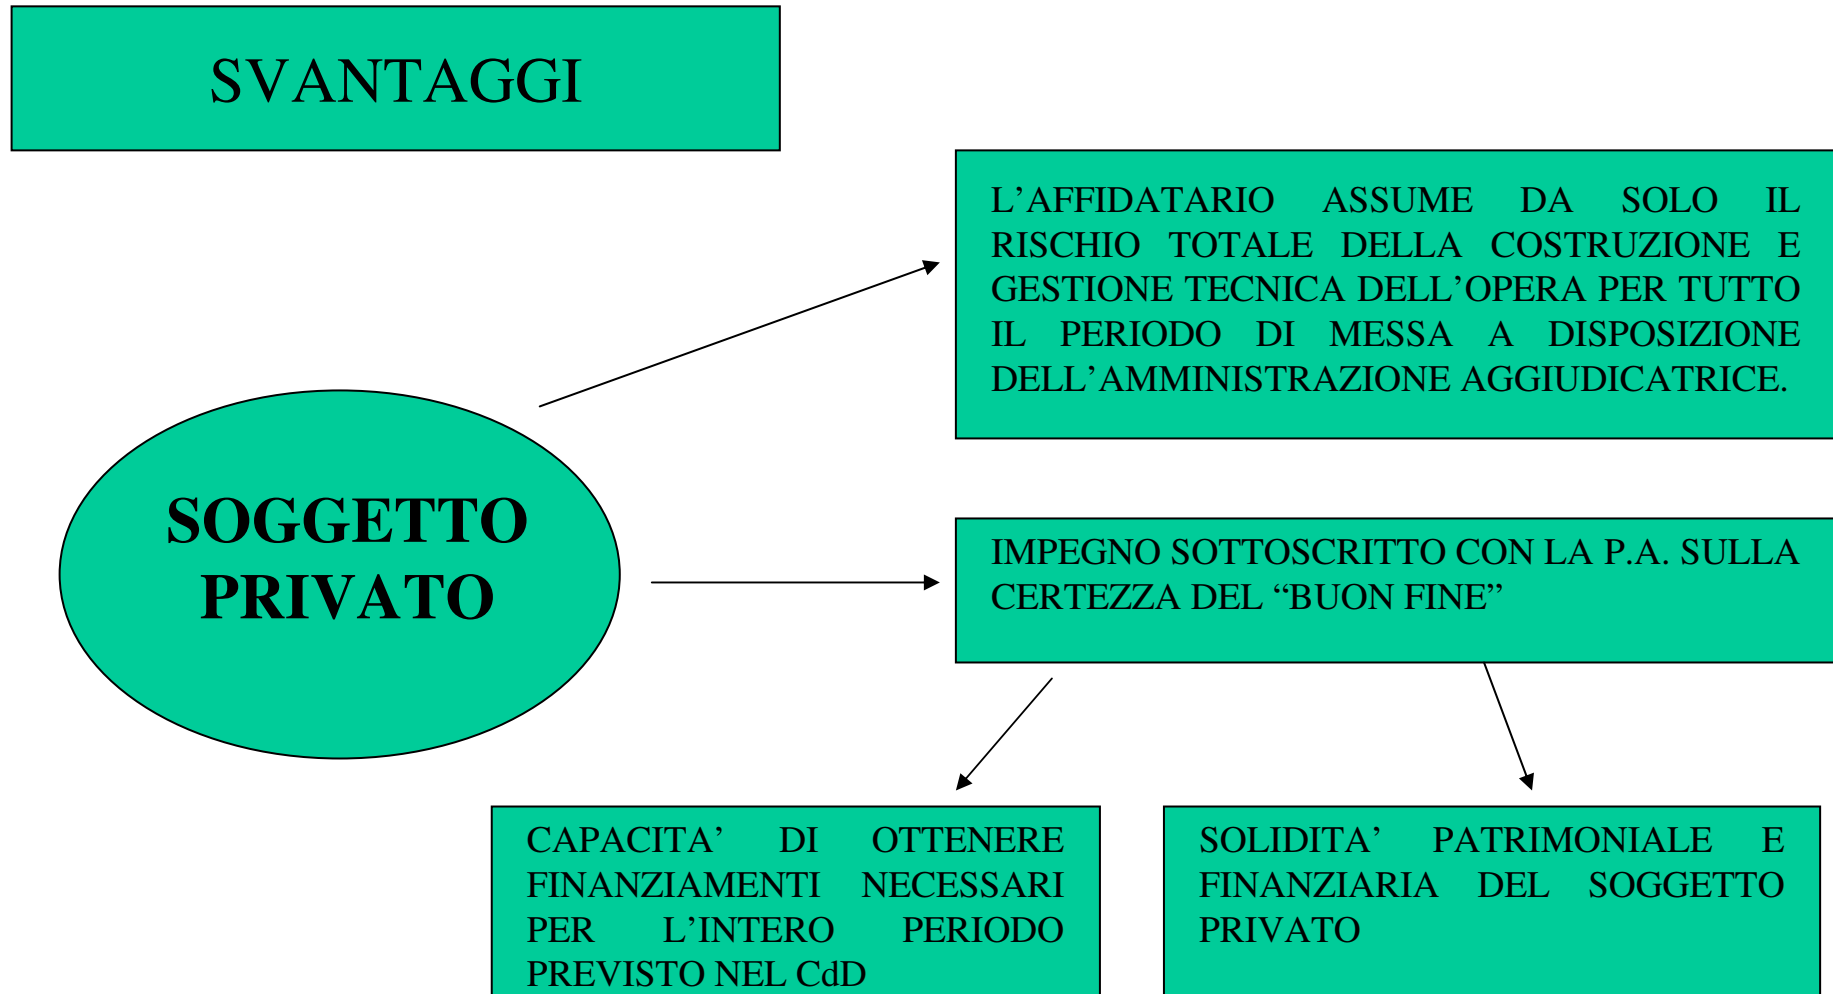 SVANTAGGI
L’AFFIDATARIO ASSUME DA SOLO IL
RISCHIO TOTALE DELLA COSTRUZIONE E
GESTIONE TECNICA DELL’OPERA PER TUTTO
IL PERIODO DI MESSA A DISPOSIZIONE
DELL’AMMINISTRAZIONE AGGIUDICATRICE.
SOGGETTO
PRIVATO
IMPEGNO SOTTOSCRITTO CON LA P.A. SULLA
CERTEZZA DEL “BUON FINE”
CAPACITA’ DI OTTENERE
FINANZIAMENTI NECESSARI
PER L’INTERO PERIODO
PREVISTO NEL CdD
SOLIDITA’ PATRIMONIALE E
FINANZIARIA DEL SOGGETTO
PRIVATO